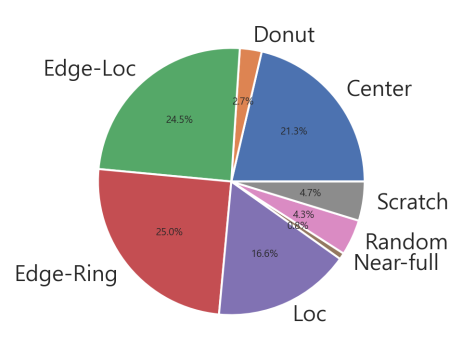 Donut
Edge-Loc
Center
2.7%
24.5%
21.3%
4.7%
Scratch
4.3%
0.8%
25.0%
Random
16.6%
Near-full
Edge-Ring
Loc